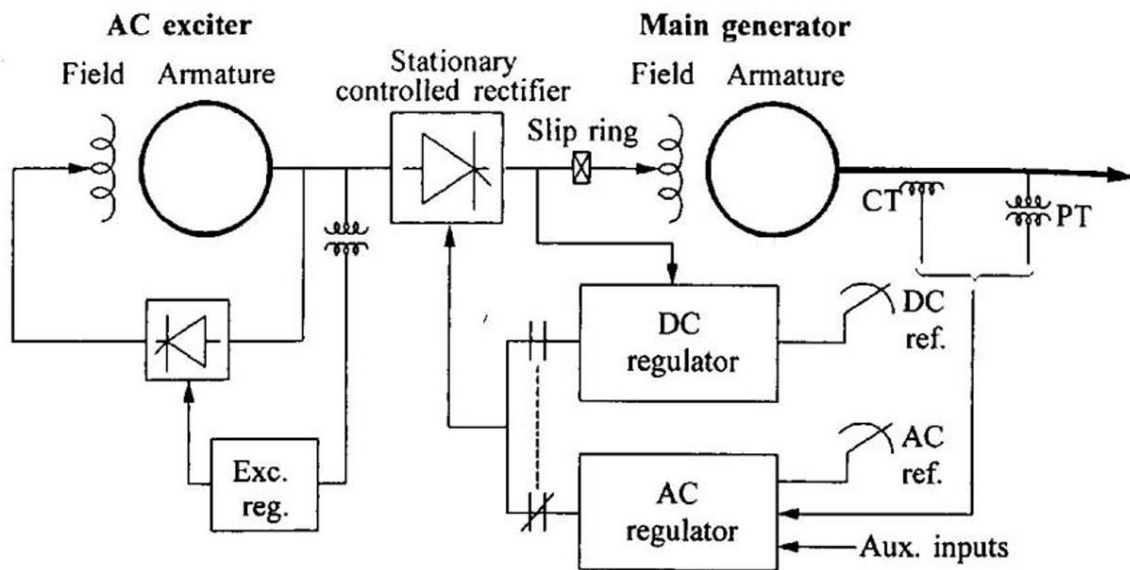 AC exciter
Main generator
Field
Armature
Stationary
controlled rectifier
Slip ring
Field
Armature
CT
PT
DC
regulator
DC
ref.
Exc.
reg.
AC
regulator
AC
ref.
Aux. inputs